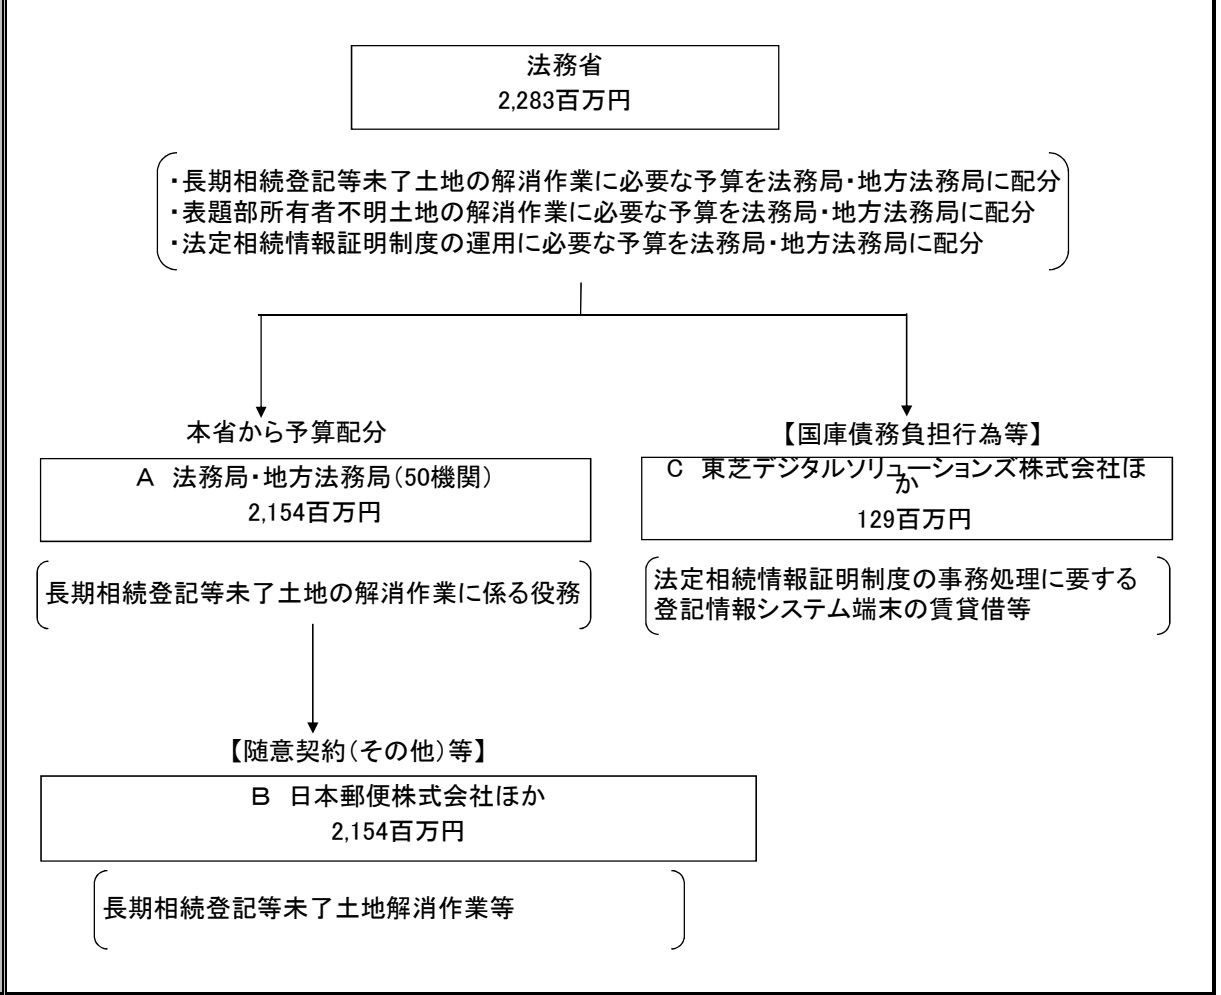 法務省
2,283百万円
・長期相続登記等未了土地の解消作業に必要な予算を法務局・地方法務局に配分
・表題部所有者不明土地の解消作業に必要な予算を法務局・地方法務局に配分
・法定相続情報証明制度の運用に必要な予算を法務局・地方法務局に配分
本省から予算配分
A　法務局・地方法務局（50機関）
2,154百万円
長期相続登記等未了土地の解消作業に係る役務
【国庫債務負担行為等】
C　東芝デジタルソリューションズ株式会社ほ
か
129百万円
法定相続情報証明制度の事務処理に要する
登記情報システム端末の賃貸借等
【随意契約（その他）等】
B　日本郵便株式会社ほか
2,154百万円
長期相続登記等未了土地解消作業等